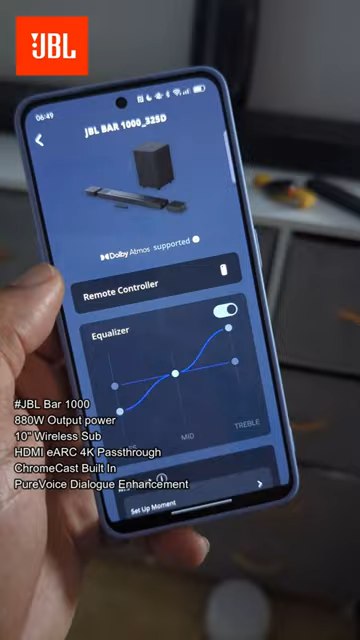 JBL
06:49
JBL BAR 1000_325D
Dolby Atmos supported
Remote Controller
Equalizer
MID
TREBLE
#JBL Bar 1000
880W Output power
10" Wireless Sub
HDMI eARC 4K Passthrough
ChromeCast Built In
PureVoice Dialogue Enhancement
Set Up Moment